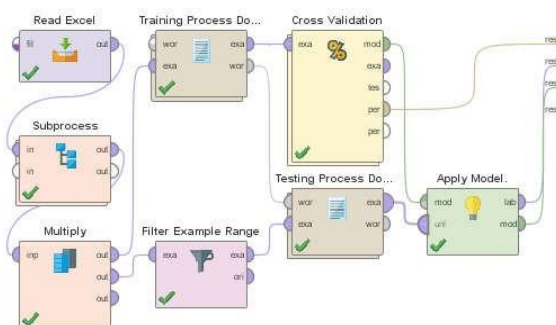 Read Excel
fil
out
Subprocess
in
out
in
out
Multiply
inp
out
out
out
Training Process Do...
wor
exa
exa
wor
Filter Example Range
exa
exa
ori
Cross Validation
exa
mod
exa
tes
per
per
Testing Process Do...
wor
exa
exa
wor
Apply Model.
mod
lab
unl
mod
res
res
res
res